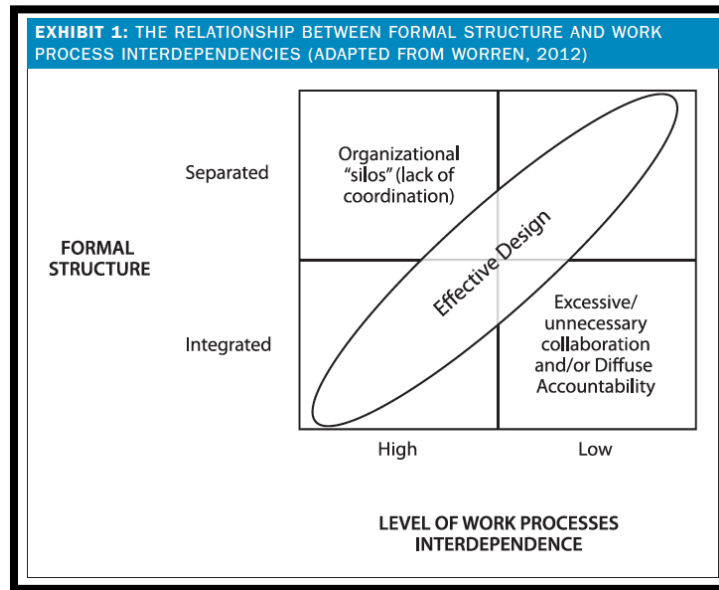 EXHIBIT 1: THE RELATIONSHIP BETWEEN FORMAL STRUCTURE AND WORK
PROCESS INTERDEPENDENCIES (ADAPTED FROM WORREN, 2012)
Separated
Organizational
"silos" (lack of
coordination)
FORMAL
STRUCTURE
Effective Design
Integrated
Excessive/
unnecessary
collaboration
and/or Diffuse
Accountability
High
Low
LEVEL OF WORK PROCESSES
INTERDEPENDENCE